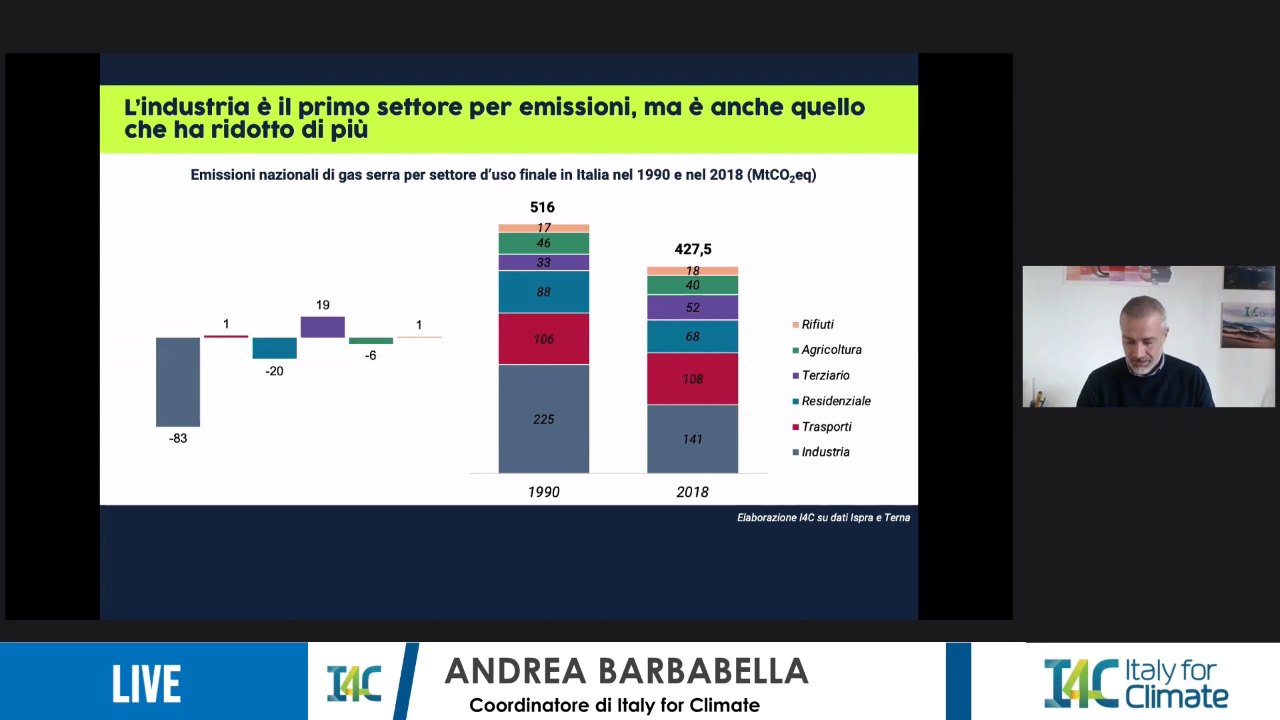 L'industria è il primo settore per emissioni, ma è anche quello
che ha ridotto di più
Emissioni nazionali di gas serra per settore d'uso finale in Italia nel 1990 e nel 2018 (MtCO₂eq)
-83
1
-20
19
-6
1
516
17
46
33
88
106
225
1990
427,5
18
40
52
68
108
141
2018
Rifiuti
Agricoltura
Terziario
Residenziale
Trasporti
Industria
Elaborazione I4C su dati Ispra e Terna
I4C
LIVE
I4C
ANDREA BARBABELLA
Coordinatore di Italy for Climate
I4C Italy for
Climate